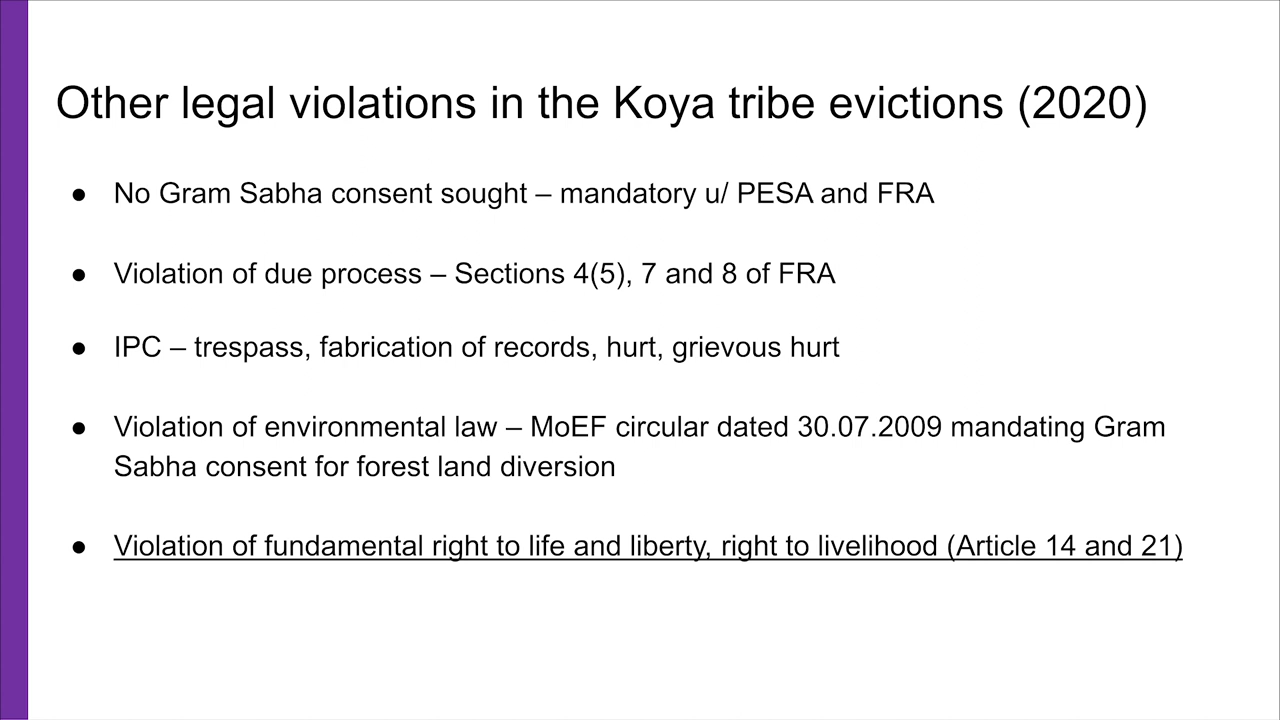 Other legal violations in the Koya tribe evictions (2020)
● No Gram Sabha consent sought – mandatory u/ PESA and FRA
● Violation of due process – Sections 4(5), 7 and 8 of FRA
● IPC – trespass, fabrication of records, hurt, grievous hurt
● Violation of environmental law – MoEF circular dated 30.07.2009 mandating Gram
Sabha consent for forest land diversion
● Violation of fundamental right to life and liberty, right to livelihood (Article 14 and 21)